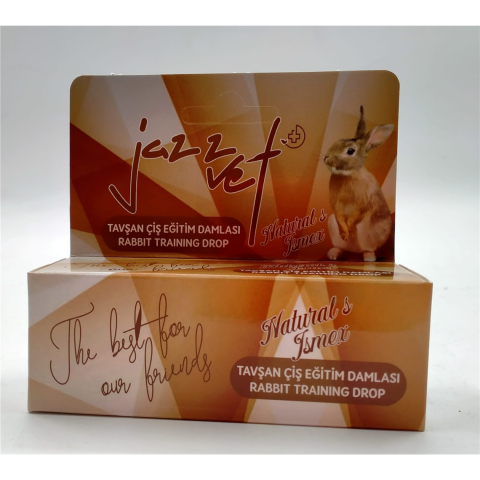 jazz
vet
TAVŞAN ÇİŞ EĞİTİM DAMLASI
RABBIT TRAINING DROP
Natural's
Ismex
The best for
our friends
Natural's
Ismex
TAVŞAN ÇİŞ EĞİTİM DAMLASI
RABBIT TRAINING DROP